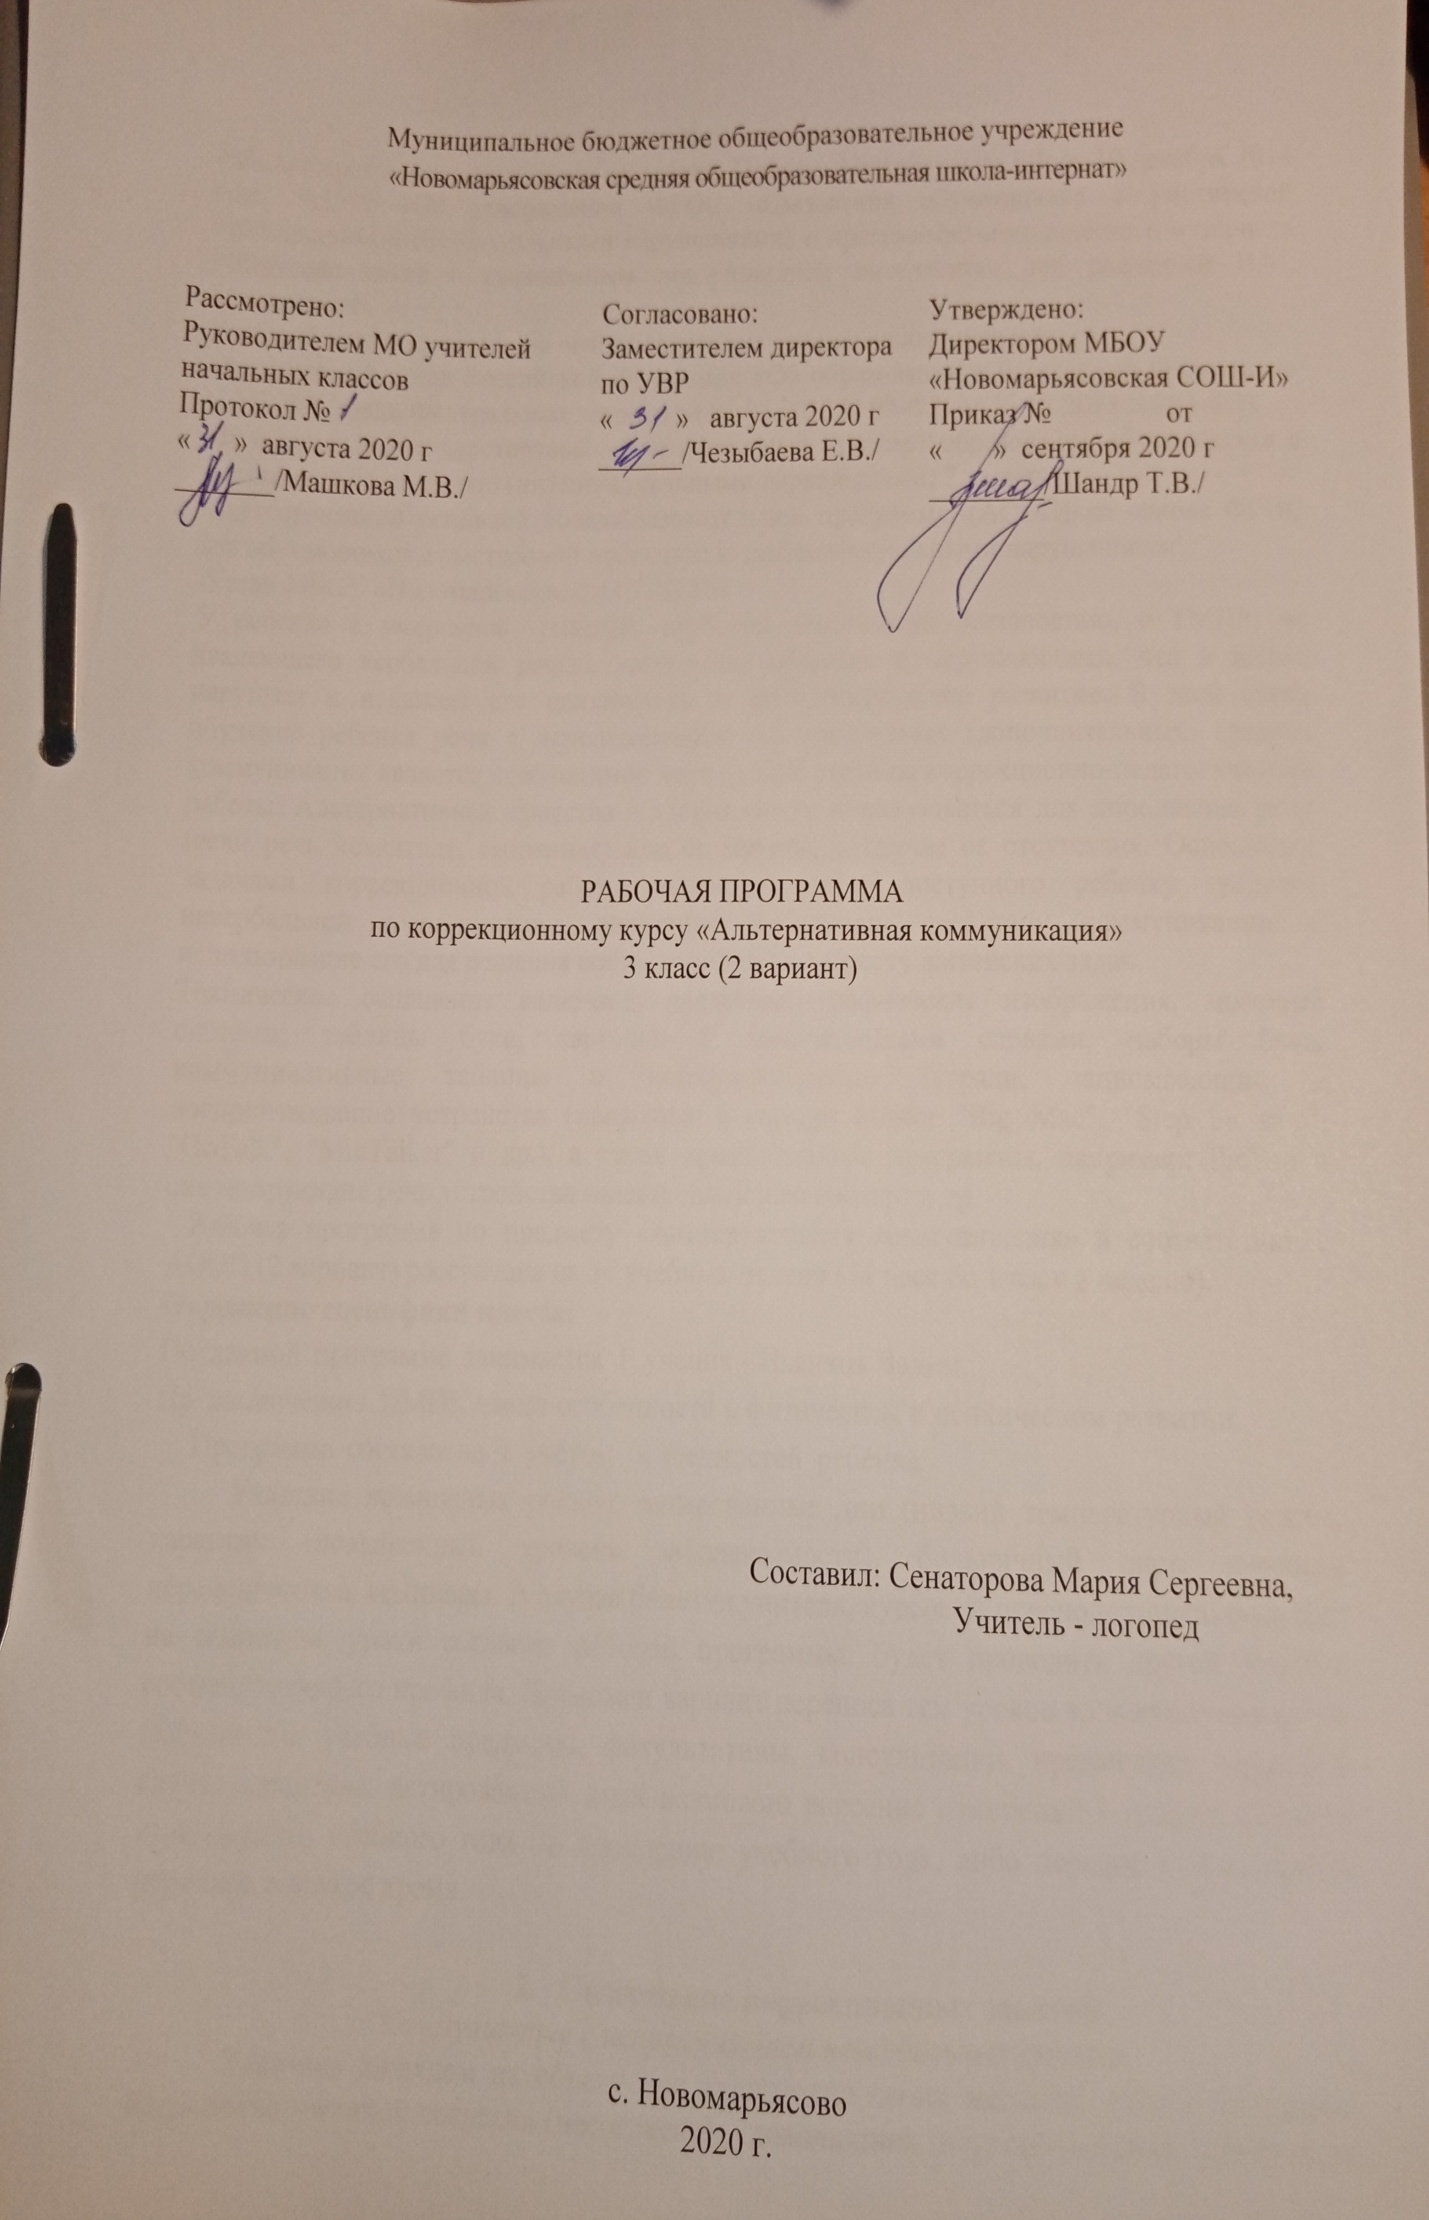 Муниципальное бюджетное общеобразовательное учреждение
«Новомарьясовская средняя общеобразовательная школа-интернат»
Рассмотрено:
Руководителем МО учителей
начальных классов
Протокол № 1
«31» августа 2020 г
/Машкова М.В./
Согласовано:
Заместителем директора
по УВР
« 31 » августа 2020 г
/Чезыбаева Е.В./
Утверждено:
Директором МБОУ
«Новомарьясовская СОШ-И»
Приказ № от
« » сентября 2020 г
/Шандр Т.В./
РАБОЧАЯ ПРОГРАММА
по коррекционному курсу «Альтернативная коммуникация»
3 класс (2 вариант)
Составил: Сенаторова Мария Сергеевна,
Учитель - логопед
с. Новомарьясово
2020 г.